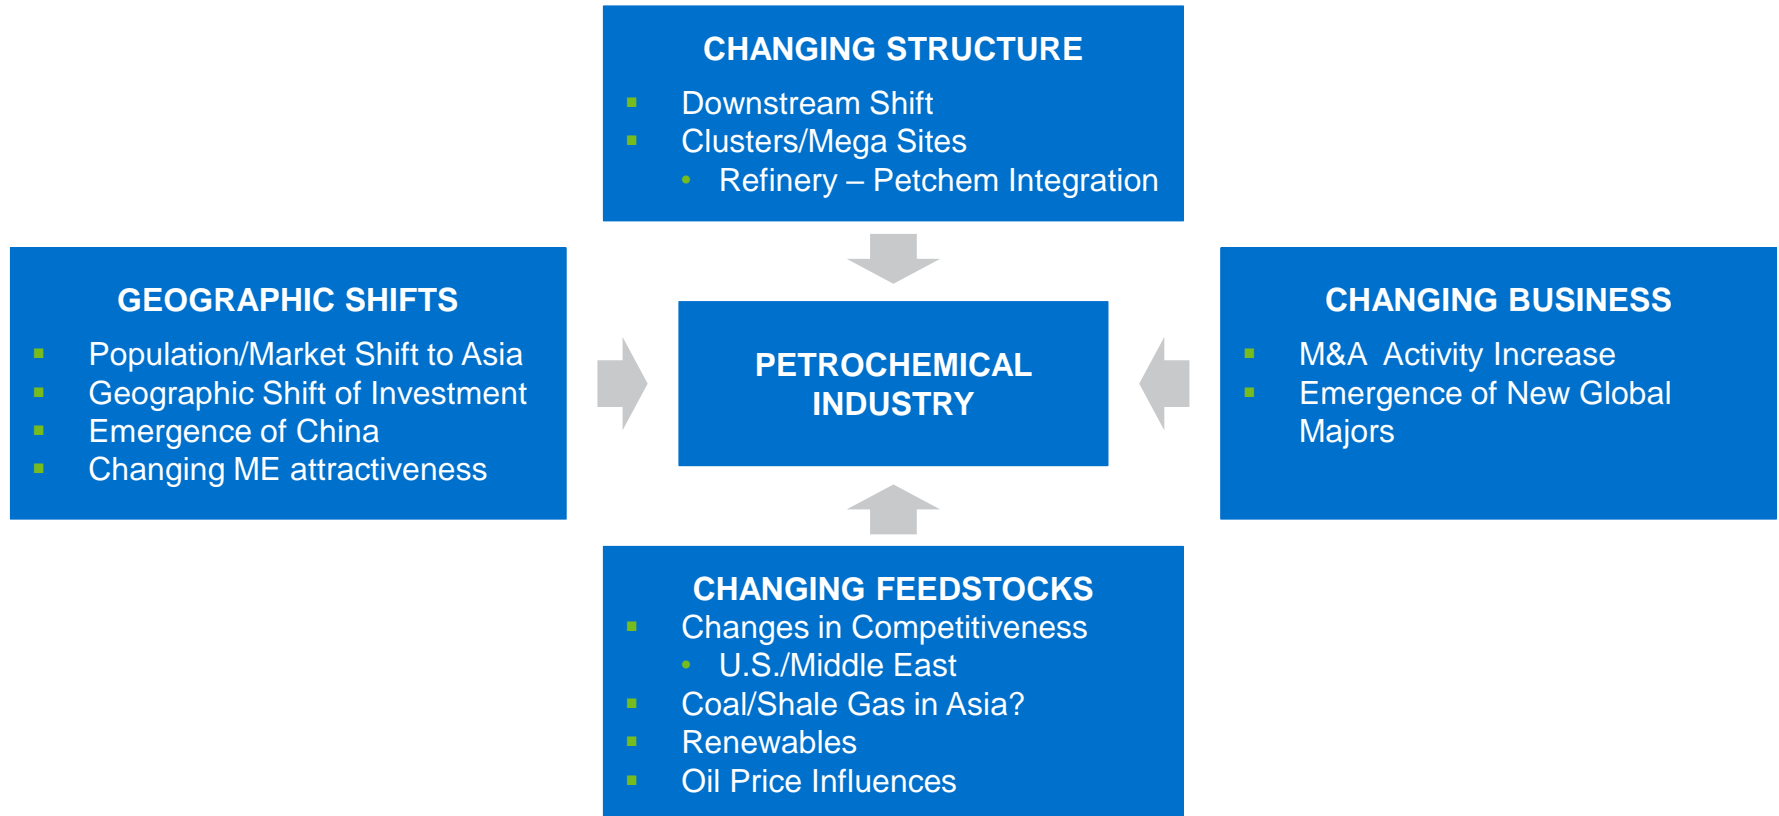 CHANGING STRUCTURE
▪ Downstream Shift
▪ Clusters/Mega Sites
• Refinery – Petchem Integration
GEOGRAPHIC SHIFTS
▪ Population/Market Shift to Asia
▪ Geographic Shift of Investment
▪ Emergence of China
▪ Changing ME attractiveness
PETROCHEMICAL
INDUSTRY
CHANGING BUSINESS
▪ M&A Activity Increase
▪ Emergence of New Global
Majors
CHANGING FEEDSTOCKS
▪ Changes in Competitiveness
• U.S./Middle East
▪ Coal/Shale Gas in Asia?
▪ Renewables
▪ Oil Price Influences